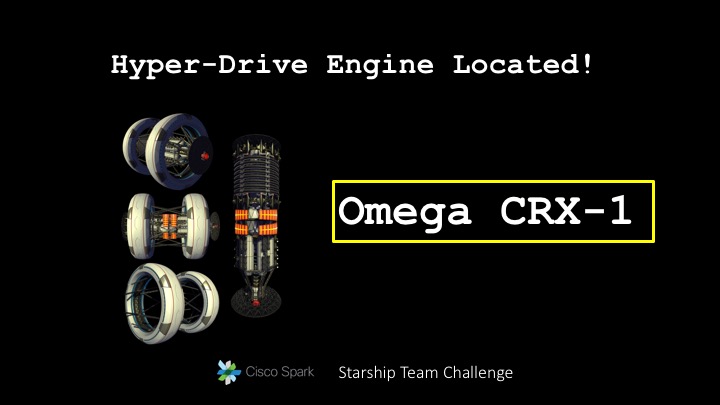 Hyper-Drive Engine Located!
Omega CRX-1
Cisco Spark Starship Team Challenge